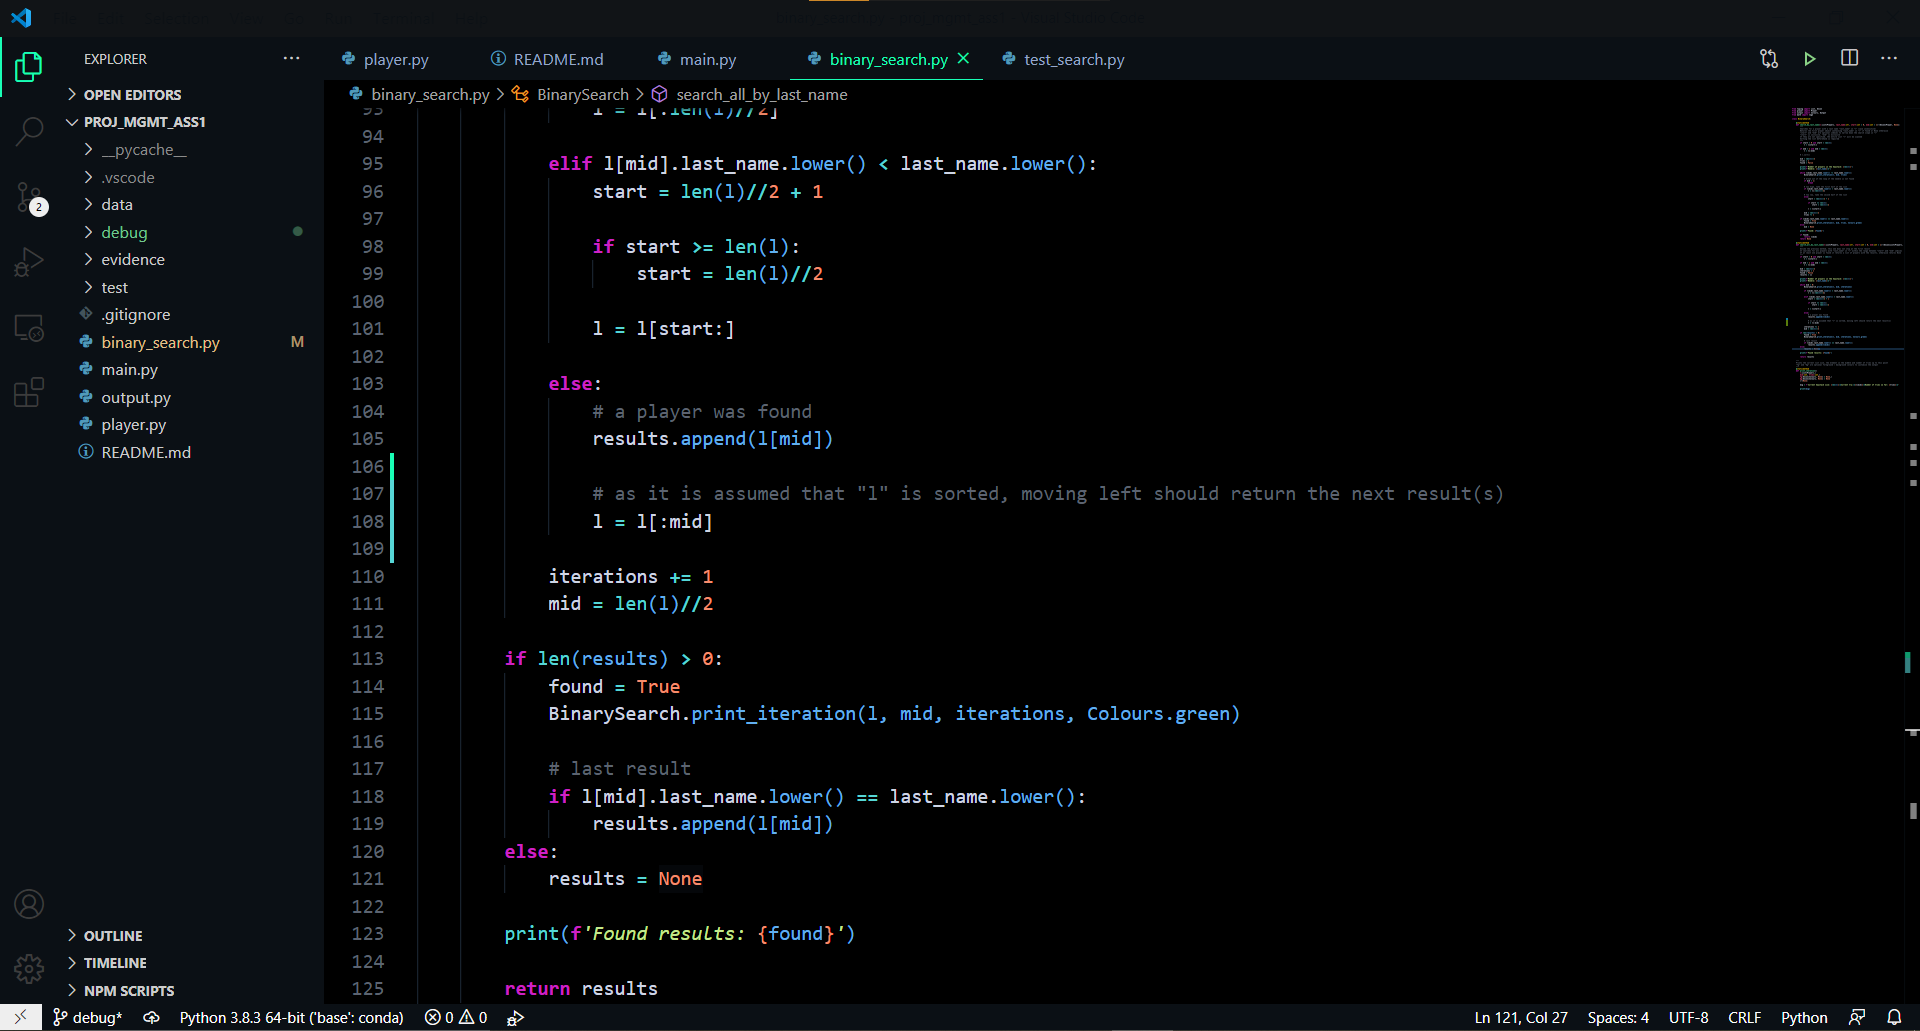 EXPLORER
OPEN EDITORS
PROJ_MGMT_ASS1
__pycache__
.vscode
data
debug
evidence
test
.gitignore
binary_search.py M
main.py
output.py
player.py
README.md
OUTLINE
TIMELINE
NPM SCRIPTS
2
player.py README.md main.py binary_search.py test_search.py
binary_search.py > BinarySearch > search_all_by_last_name
93 l = l[:len(l)//2]
94
95 elif l[mid].last_name.lower() < last_name.lower():
96 start = len(l)//2 + 1
97
98 if start >= len(l):
99 start = len(l)//2
100
101 l = l[start:]
102
103 else:
104 # a player was found
105 results.append(l[mid])
106
107 # as it is assumed that "l" is sorted, moving left should return the next result(s)
108 l = l[:mid]
109
110 iterations += 1
111 mid = len(l)//2
112
113 if len(results) > 0:
114 found = True
115 BinarySearch.print_iteration(l, mid, iterations, Colours.green)
116
117 # last result
118 if l[mid].last_name.lower() == last_name.lower():
119 results.append(l[mid])
120 else:
121 results = None
122
123 print(f'Found results: {found}')
124
125 return results
debug* Python 3.8.3 64-bit ('base': conda) 0 0 Ln 121, Col 27 Spaces: 4 UTF-8 CRLF Python